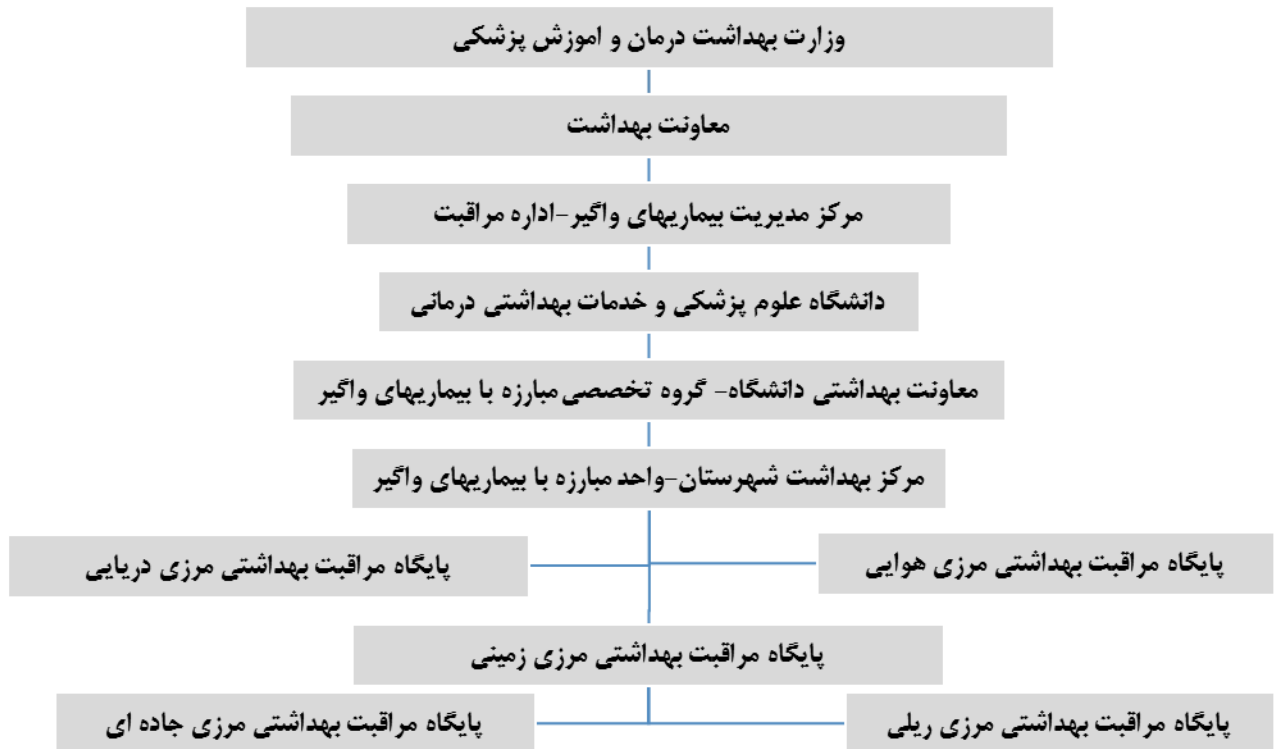 وزارت بهداشت درمان و اموزش پزشکی
معاونت بهداشت
مرکز مدیریت بیماریهای واگیر-اداره مراقبت
دانشگاه علوم پزشکی و خدمات بهداشتی درمانی
معاونت بهداشتی دانشگاه- گروه تخصصی مبارزه با بیماریهای واگیر
مرکز بهداشت شهرستان-واحد مبارزه با بیماریهای واگیر
پایگاه مراقبت بهداشتی مرزی هوایی
پایگاه مراقبت بهداشتی مرزی دریایی
پایگاه مراقبت بهداشتی مرزی زمینی
پایگاه مراقبت بهداشتی مرزی ریلی
پایگاه مراقبت بهداشتی مرزی جاده ای